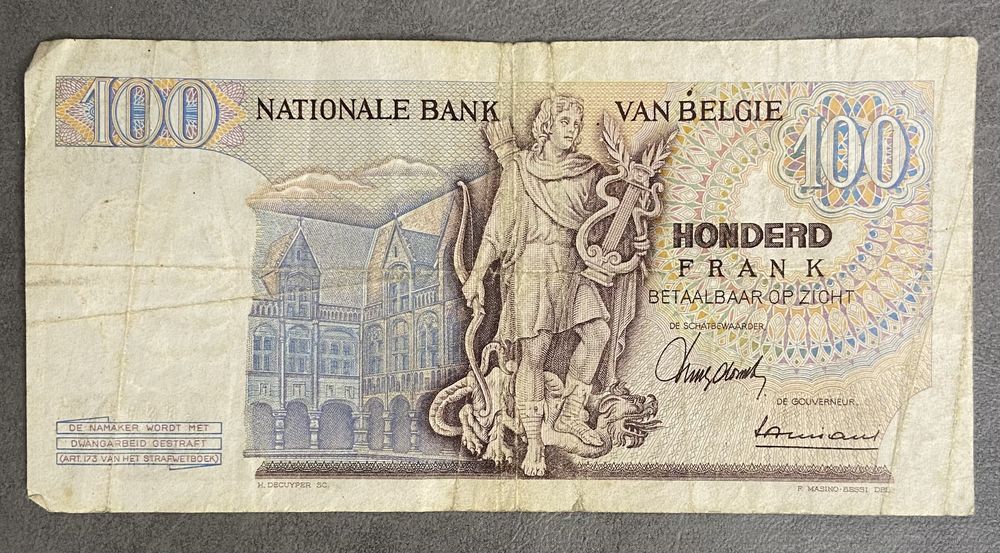 100
NATIONALE BANK VAN BELGIE
100
HONDERD
FRANK
BETAALBAAR OP ZICHT
DE SCHATBEWAARDER,
DE GOUVERNEUR,
DE NAMAKER WORDT MET
DWANGARBEID GESTRAFT
(ART. 173 VAN HET STRAFWETBOEK)
H. DECUYPER SC.
F. MASINO-BESSI DEL.